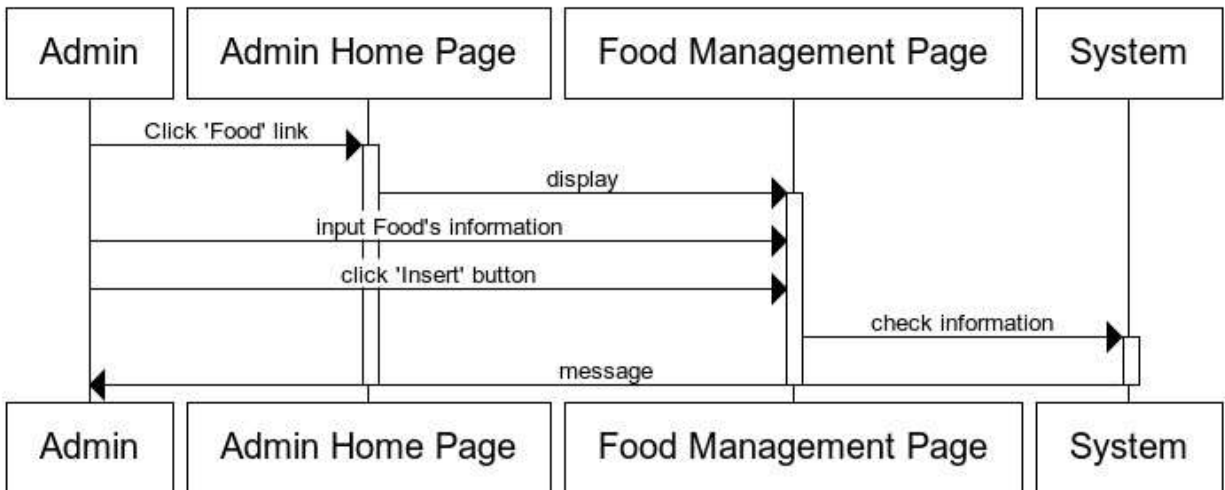 Admin
Admin Home Page
Food Management Page
System
Click 'Food' link
display
input Food's information
click 'Insert' button
check information
message
Admin
Admin Home Page
Food Management Page
System